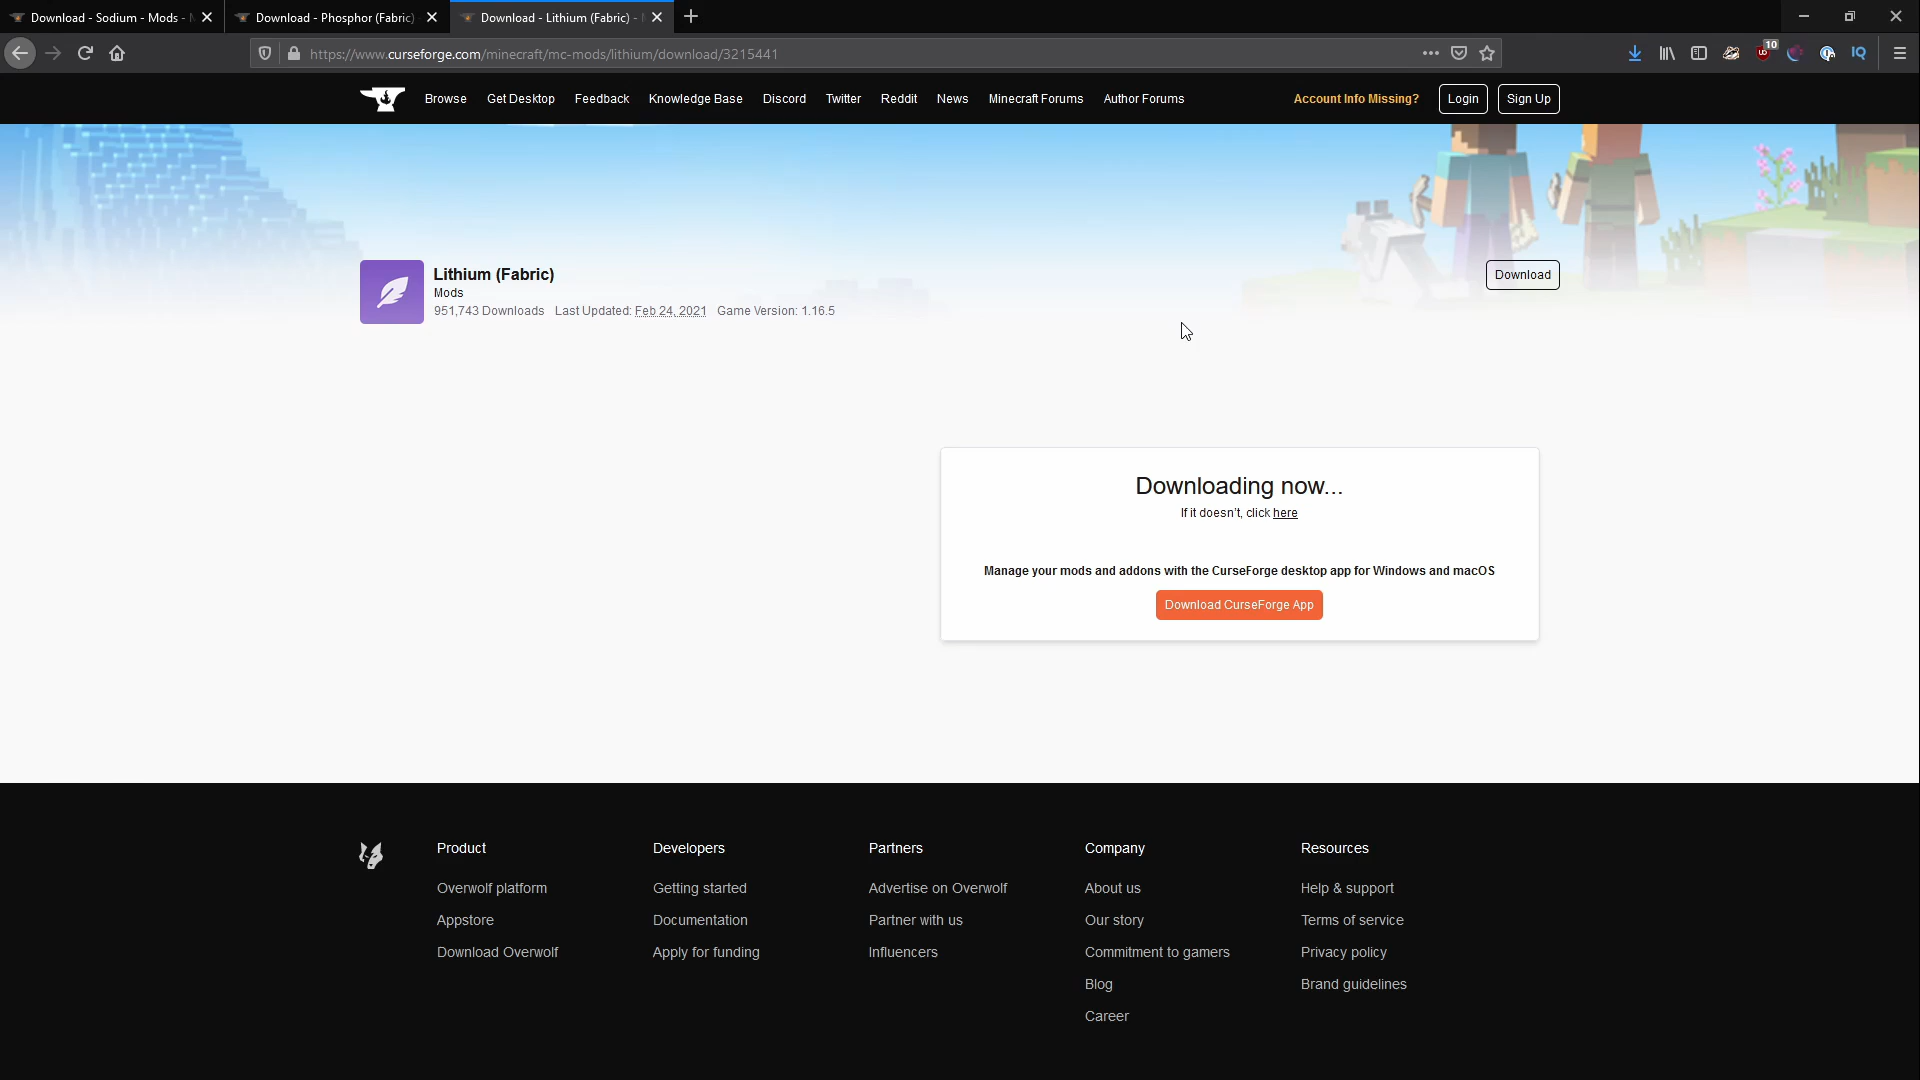 Download - Sodium - Mods -
Download - Phosphor (Fabric)
Download - Lithium (Fabric) -
https://www.curseforge.com/minecraft/mc-mods/lithium/download/3215441
10
Browse
Get Desktop
Feedback
Knowledge Base
Discord
Twitter
Reddit
News
Minecraft Forums
Author Forums
Account Info Missing?
Login
Sign Up
Lithium (Fabric)
Mods
951,743 Downloads Last Updated: Feb 24, 2021 Game Version: 1.16.5
Download
Downloading now...
If it doesn't, click here
Manage your mods and addons with the CurseForge desktop app for Windows and macOS
Download CurseForge App
Product
Overwolf platform
Appstore
Download Overwolf
Developers
Getting started
Documentation
Apply for funding
Partners
Advertise on Overwolf
Partner with us
Influencers
Company
About us
Our story
Commitment to gamers
Blog
Career
Resources
Help & support
Terms of service
Privacy policy
Brand guidelines